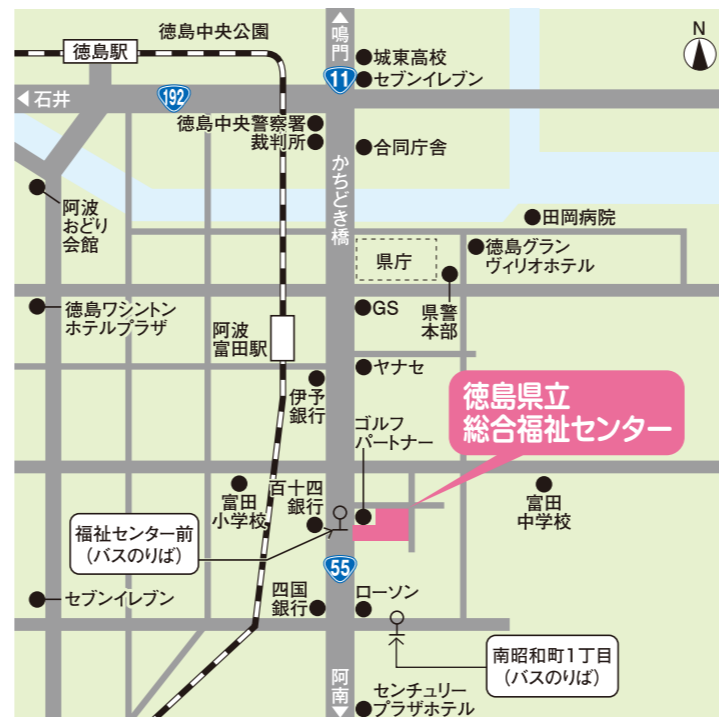 徳島中央公園
徳島駅
▲鳴門
城東高校
セブンイレブン
N
11
◀石井
192
徳島中央警察署
裁判所
合同庁舎
かちどき橋
阿波
おどり
会館
田岡病院
県庁
徳島グラン
ヴィリオホテル
徳島ワシントン
ホテルプラザ
阿波
富田駅
GS
県警
本部
ヤナセ
伊予
銀行
徳島県立
総合福祉センター
ゴルフ
パートナー
富田
小学校
百十四
銀行
富田
中学校
福祉センター前
(バスのりば)
55
セブンイレブン
四国
銀行
ローソン
南昭和町1丁目
(バスのりば)
阿南▼
センチュリー
プラザホテル